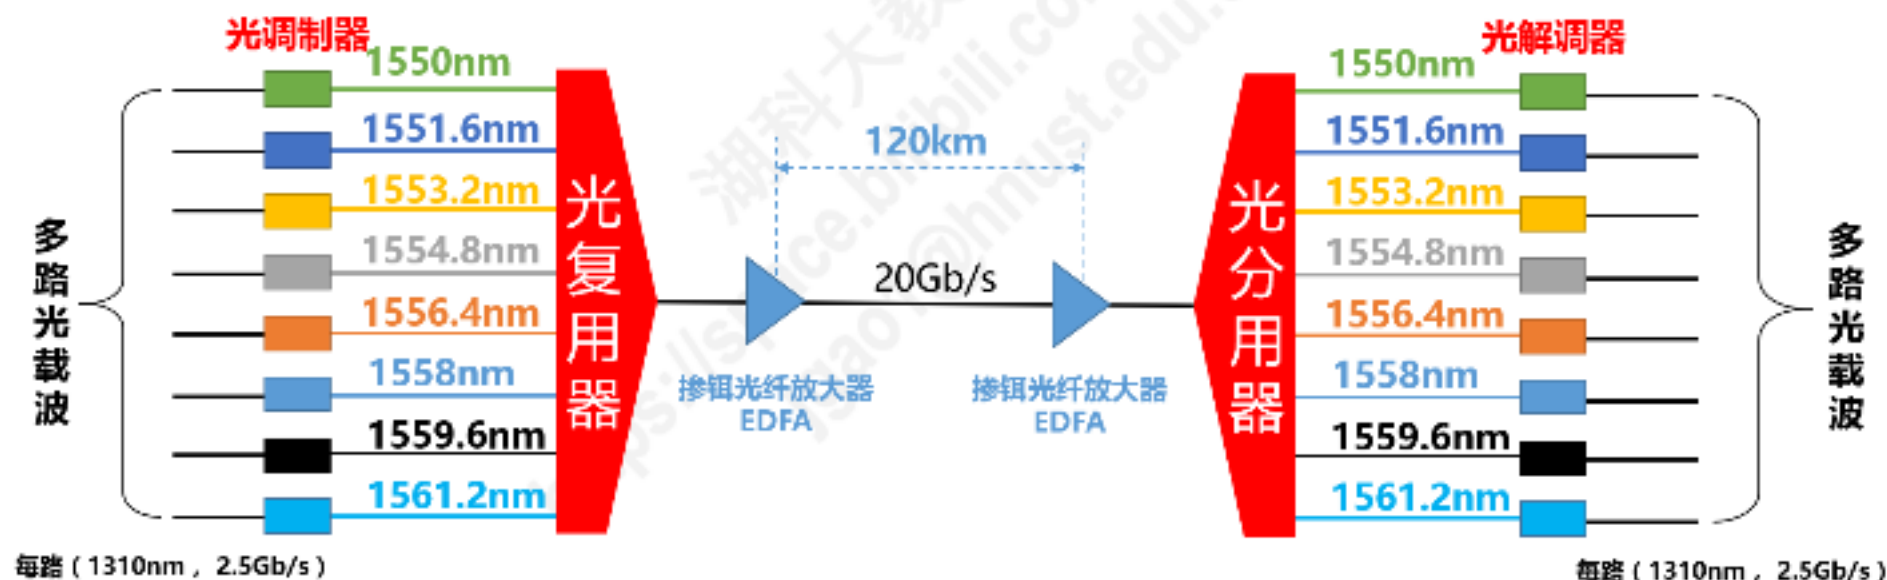 光调制器
1550nm
1551.6nm
1553.2nm
1554.8nm
1556.4nm
1558nm
1559.6nm
1561.2nm
多路光载波
每路（1310nm ，2.5Gb/s）
光复用器
120km
20Gb/s
掺铒光纤放大器
EDFA
掺铒光纤放大器
EDFA
光分用器
光解调器
1550nm
1551.6nm
1553.2nm
1554.8nm
1556.4nm
1558nm
1559.6nm
1561.2nm
多路光载波
每路（1310nm ，2.5Gb/s）
湖科大教